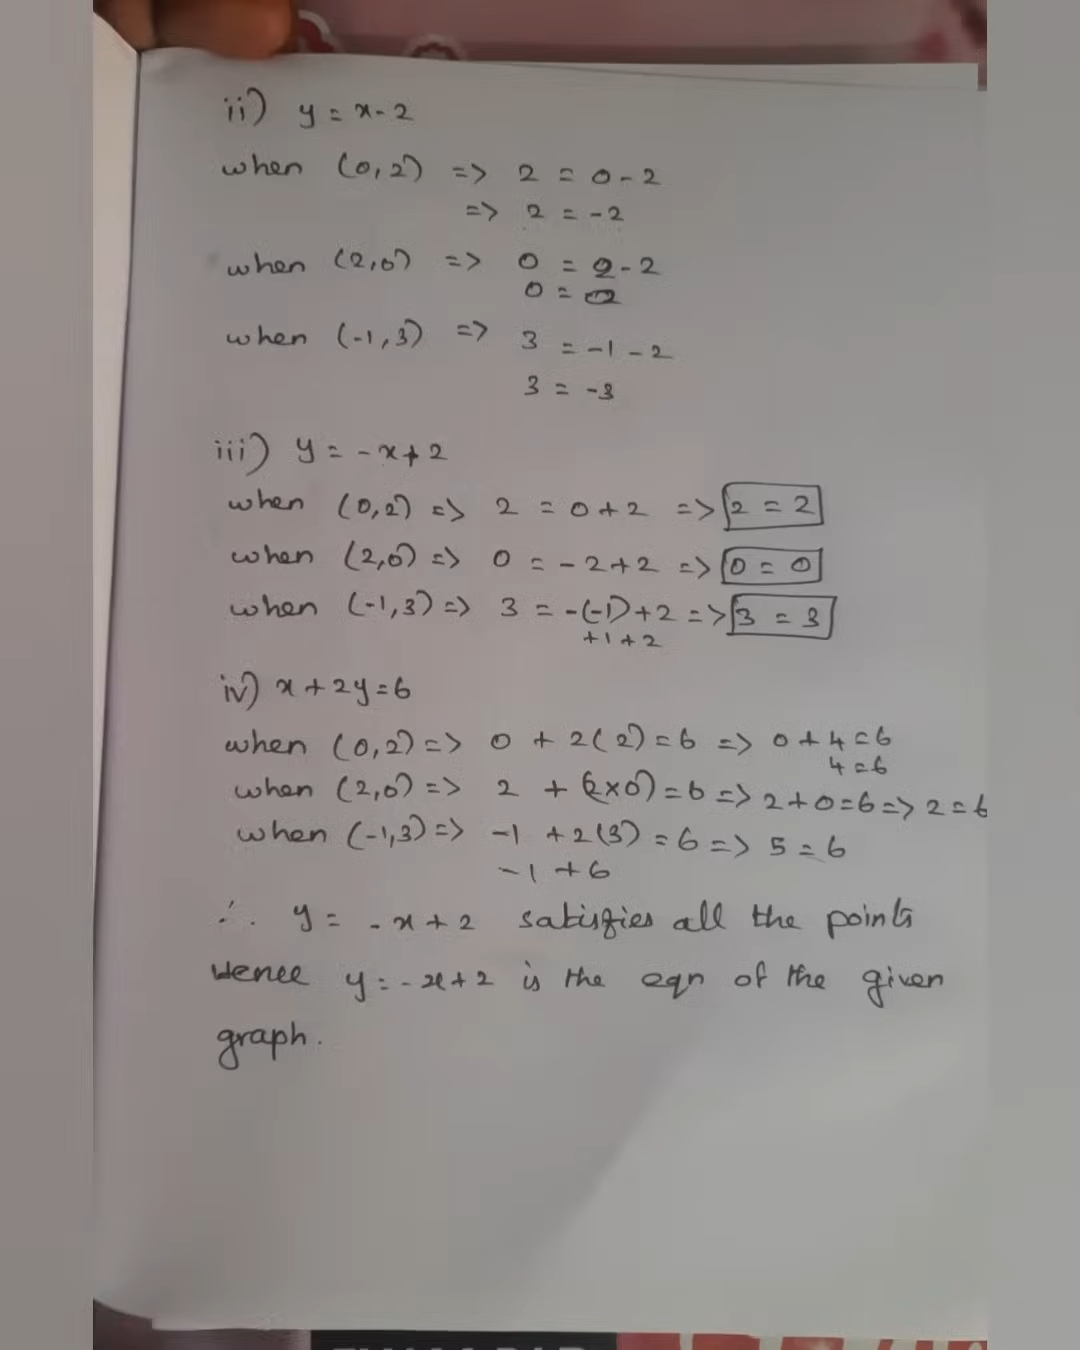 ii) y = x - 2
when (0,2) => 2 = 0 - 2
=> 2 = -2
when (2,0) => 0 = 2 - 2
0 = 0
when (-1,3) => 3 = -1 - 2
3 = -3
iii) y = -x + 2
when (0,2) => 2 = 0 + 2 => 2 = 2
when (2,0) => 0 = -2 + 2 => 0 = 0
when (-1,3) => 3 = -(-1) + 2 => 3 = 3
+1 + 2
iv) x + 2y = 6
when (0,2) => 0 + 2(2) = 6 => 0 + 4 = 6
4 = 6
when (2,0) => 2 + (2×0) = 6 => 2 + 0 = 6 => 2 = 6
when (-1,3) => -1 + 2(3) = 6 => 5 = 6
-1 + 6
∴ y = -x + 2 satisfies all the points
Hence y = -x + 2 is the eqn of the given
graph.